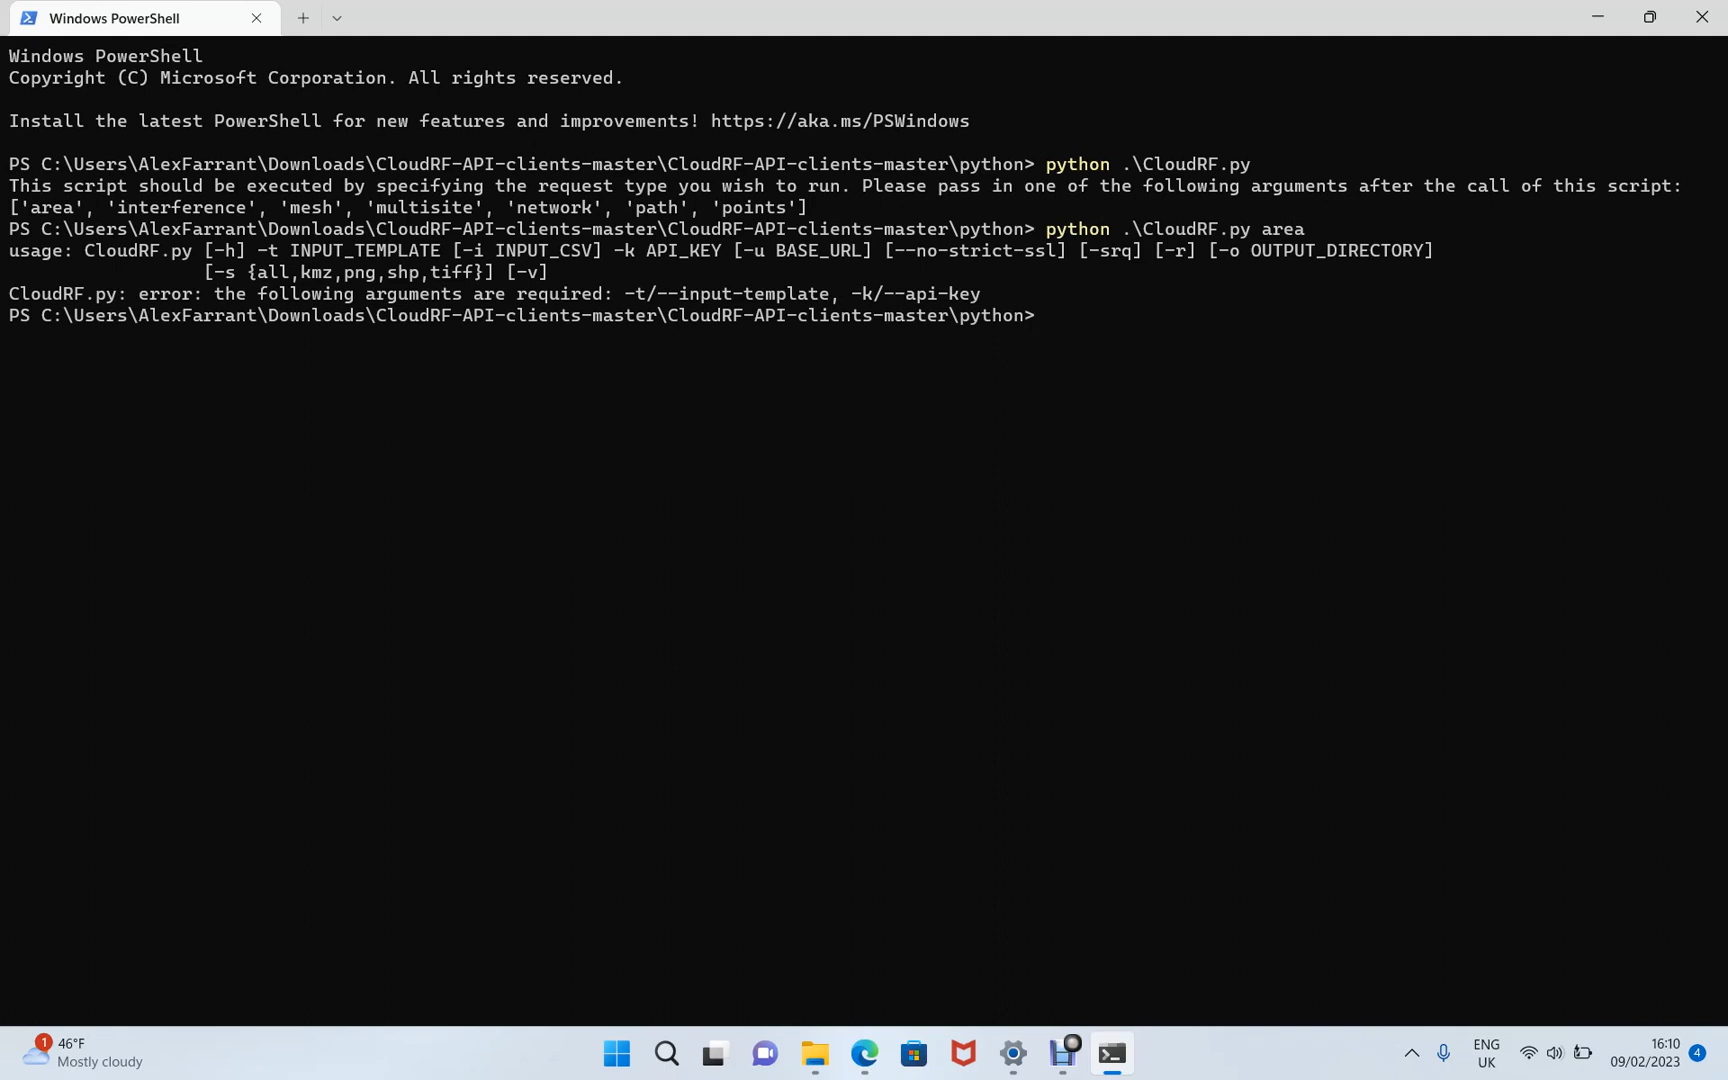 Windows PowerShell
Windows PowerShell
Copyright (C) Microsoft Corporation. All rights reserved.
Install the latest PowerShell for new features and improvements! https://aka.ms/PSWindows
PS C:\Users\AlexFarrant\Downloads\CloudRF-API-clients-master\CloudRF-API-clients-master\python> python .\CloudRF.py
This script should be executed by specifying the request type you wish to run. Please pass in one of the following arguments after the call of this script:
['area', 'interference', 'mesh', 'multisite', 'network', 'path', 'points']
PS C:\Users\AlexFarrant\Downloads\CloudRF-API-clients-master\CloudRF-API-clients-master\python> python .\CloudRF.py area
usage: CloudRF.py [-h] -t INPUT_TEMPLATE [-i INPUT_CSV] -k API_KEY [-u BASE_URL] [--no-strict-ssl] [-srq] [-r] [-o OUTPUT_DIRECTORY]
[-s {all,kmz,png,shp,tiff}] [-v]
CloudRF.py: error: the following arguments are required: -t/--input-template, -k/--api-key
PS C:\Users\AlexFarrant\Downloads\CloudRF-API-clients-master\CloudRF-API-clients-master\python>
1
46°F
Mostly cloudy
ENG
UK
16:10
09/02/2023
4